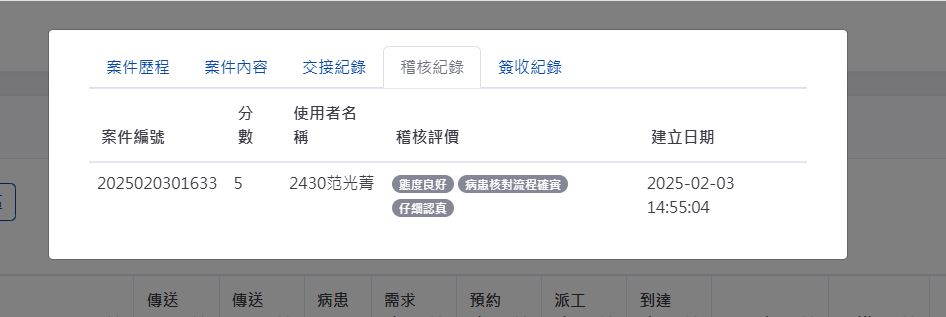 案件歷程 案件內容 交接紀錄 稽核紀錄 簽收紀錄
案件編號 分數 使用者名稱 稽核評價 建立日期
2025020301633 5 2430范光菁 態度良好 病患核對流程確實 2025-02-03
仔細認真 14:55:04
傳送 傳送 病患 需求 預約 派工 到達